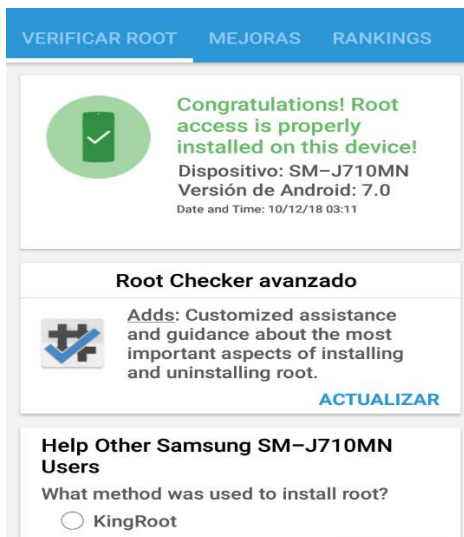 VERIFICAR ROOT MEJORAS RANKINGS
Congratulations! Root
access is properly
installed on this device!
Dispositivo: SM-J710MN
Versión de Android: 7.0
Date and Time: 10/12/18 03:11
Root Checker avanzado
Adds: Customized assistance
and guidance about the most
important aspects of installing
and uninstalling root.
ACTUALIZAR
Help Other Samsung SM-J710MN
Users
What method was used to install root?
KingRoot